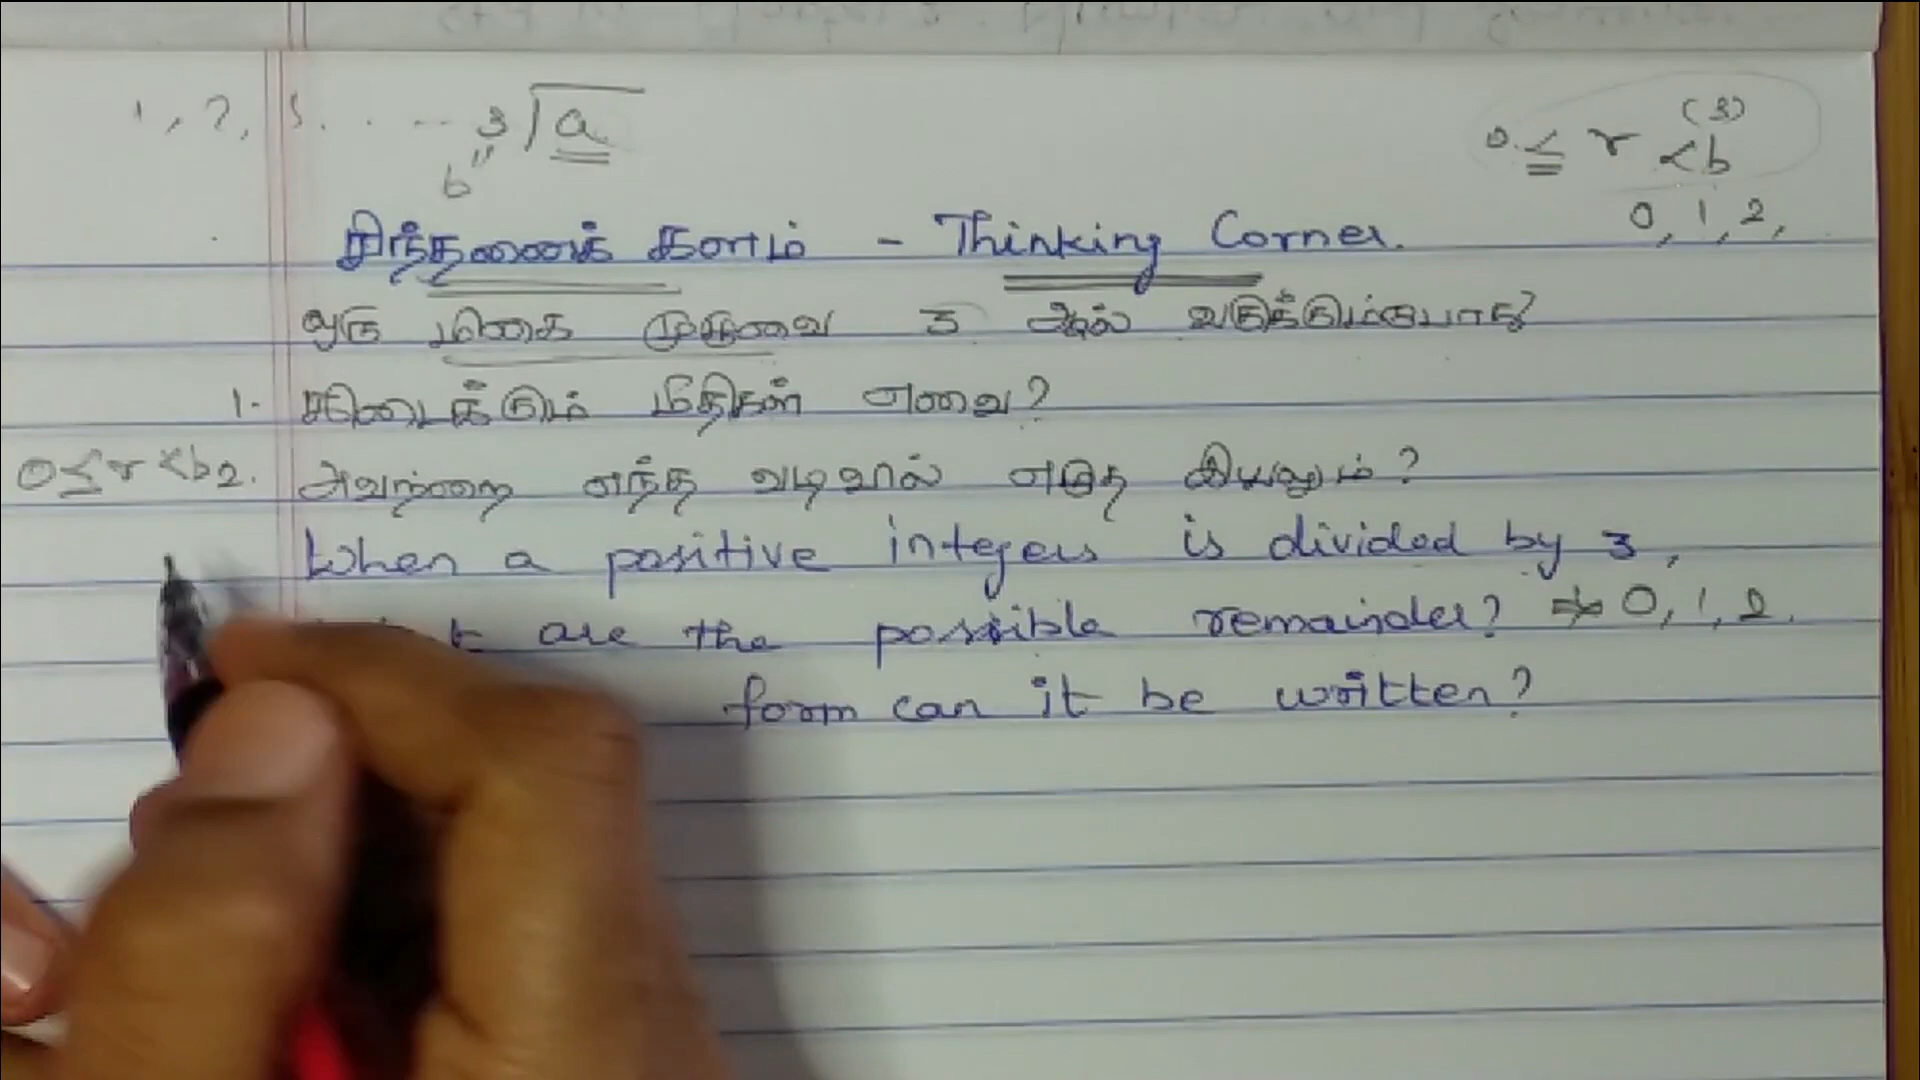 1, 2, 3. . . . --- 3 a
b
(3)
0 ≤ r < b
0, 1, 2,
சிந்தனைக் களம் - Thinking Corner.
ஒரு மிகை முழுவை 3 ஆல் வகுக்கும்போது?
1. கிடைக்கும் மீதிகள் எவை?
0 ≤ r < b 2. அவற்றை எந்த வடிவில் எழுத இயலும்?
When a positive integers is divided by 3,
are the possible remainder? ⇒ 0, 1, 2.
form can it be written?